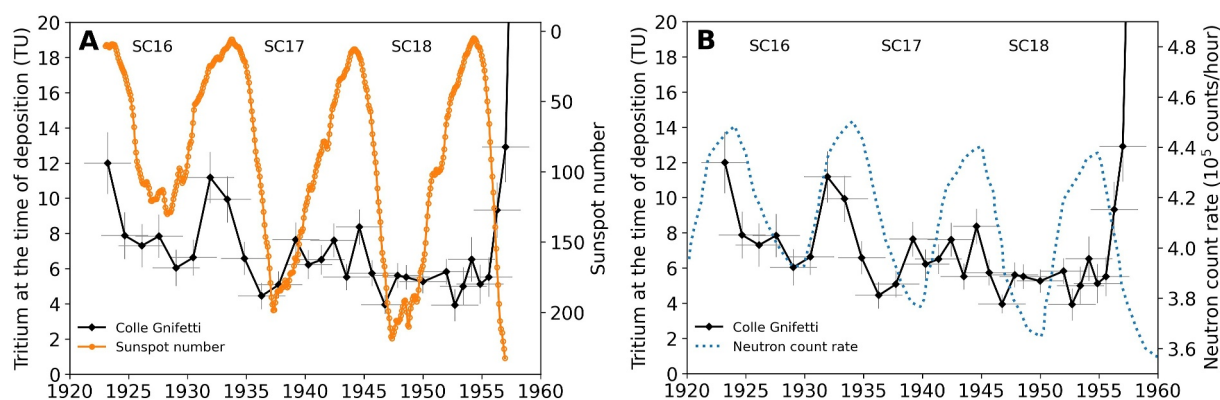 A
SC16 SC17 SC18
Tritium at the time of deposition (TU)
20
18
16
14
12
10
8
6
4
2
0
Colle Gnifetti
Sunspot number
0
50
100
150
200
Sunspot number
1920 1925 1930 1935 1940 1945 1950 1955 1960
B
SC16 SC17 SC18
Tritium at the time of deposition (TU)
20
18
16
14
12
10
8
6
4
2
0
Colle Gnifetti
Neutron count rate
4.8
4.6
4.4
4.2
4.0
3.8
3.6
Neutron count rate (10⁵ counts/hour)
1920 1925 1930 1935 1940 1945 1950 1955 1960